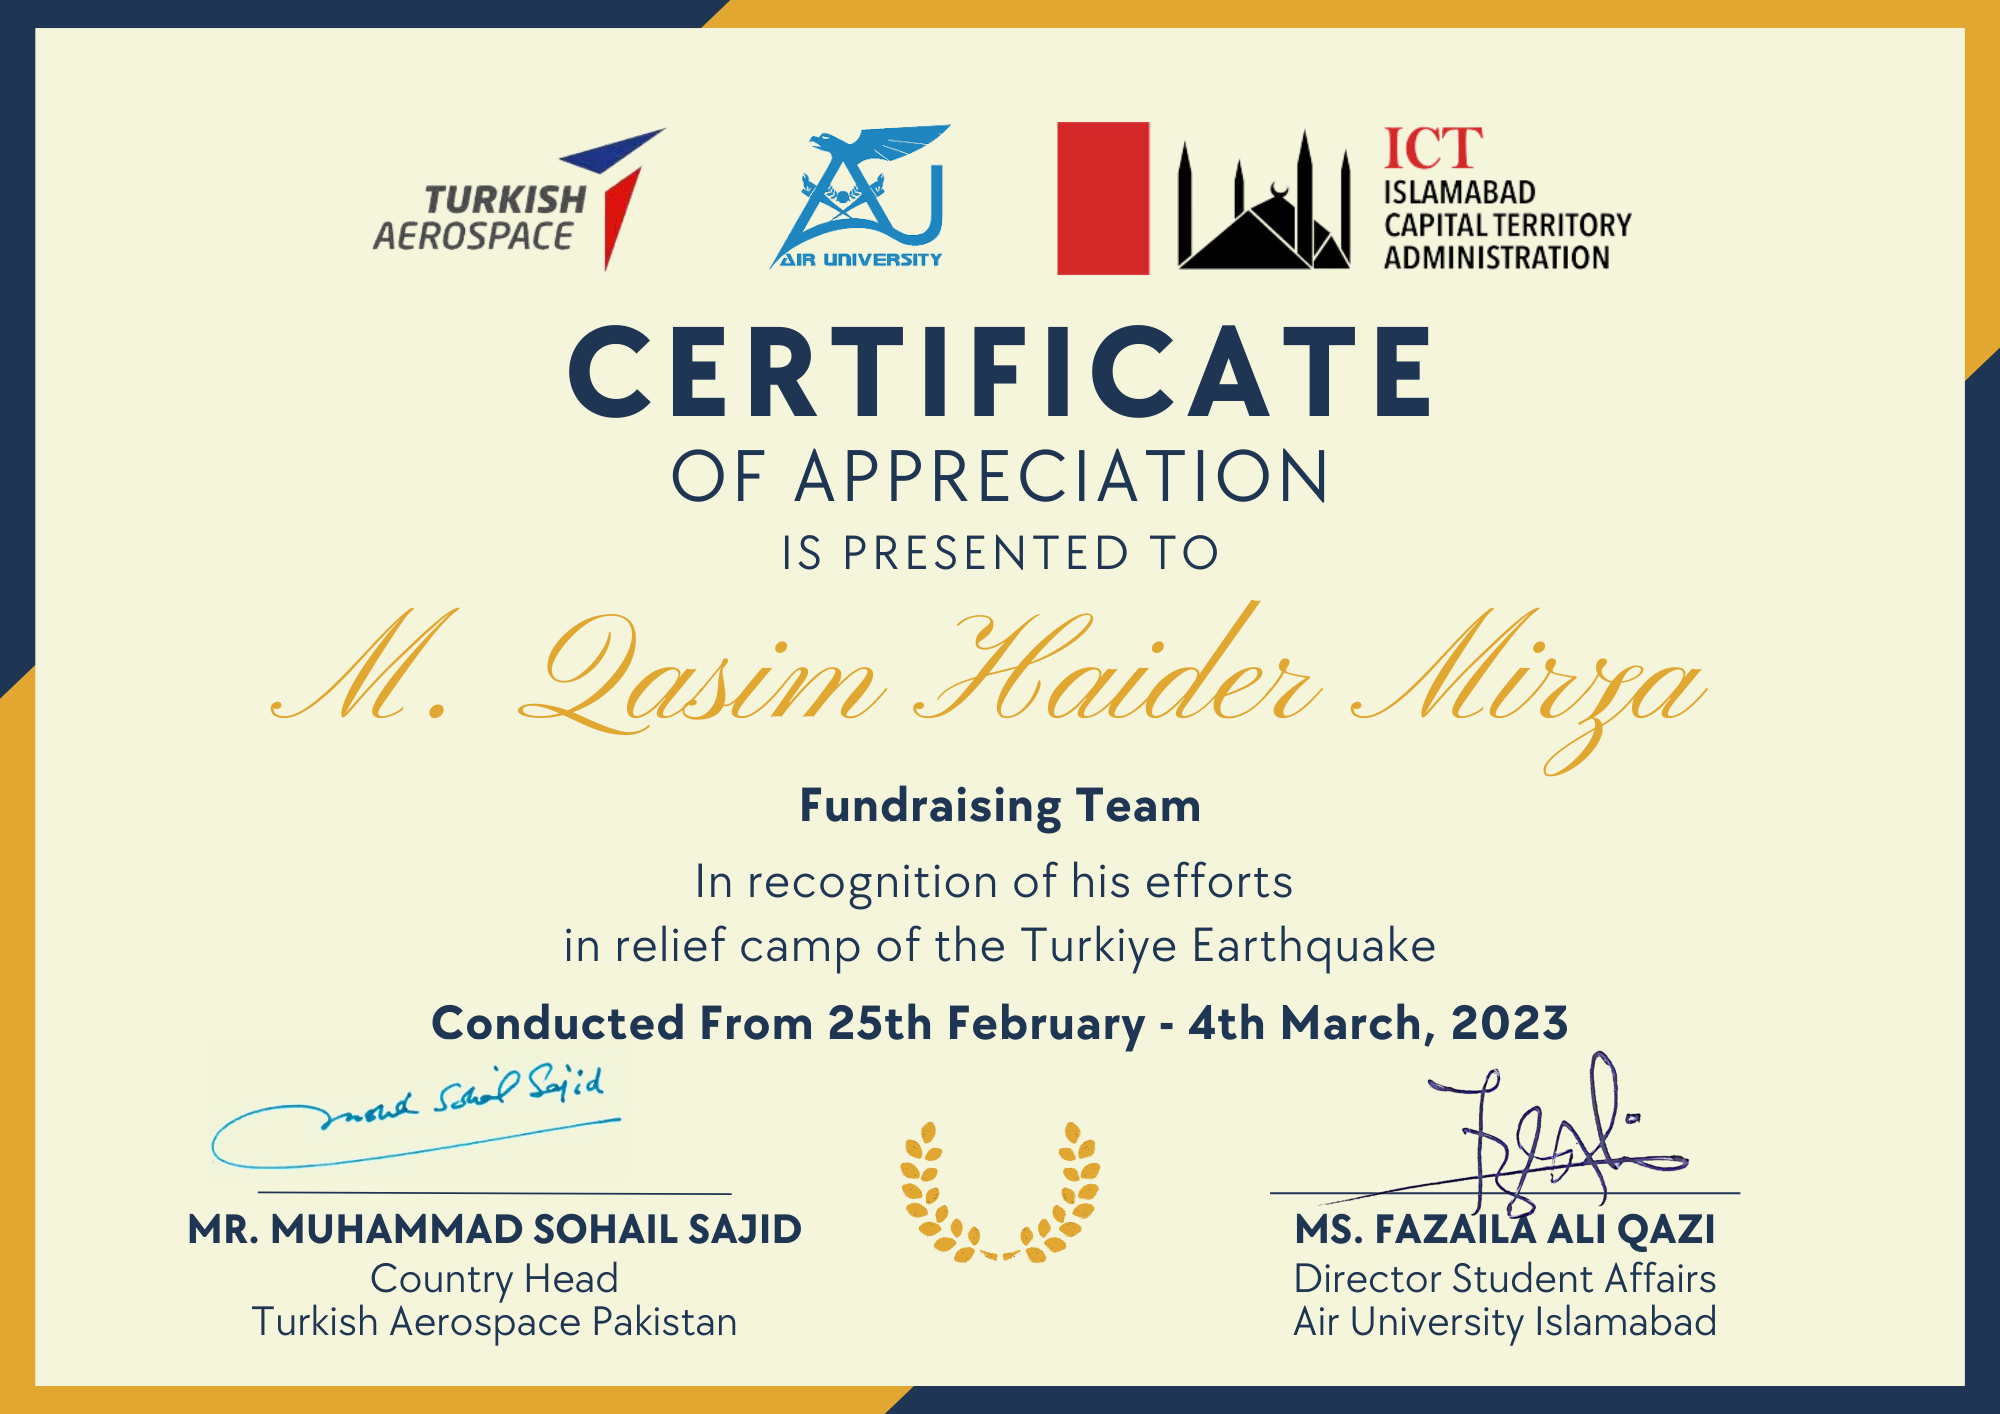 TURKISH
AEROSPACE
AIR UNIVERSITY
ICT
ISLAMABAD
CAPITAL TERRITORY
ADMINISTRATION
CERTIFICATE
OF APPRECIATION
IS PRESENTED TO
M. Qasim Haider Mirza
Fundraising Team
In recognition of his efforts
in relief camp of the Turkiye Earthquake
Conducted From 25th February - 4th March, 2023
Sohail Sajid
MR. MUHAMMAD SOHAIL SAJID
Country Head
Turkish Aerospace Pakistan
MS. FAZAILA ALI QAZI
Director Student Affairs
Air University Islamabad